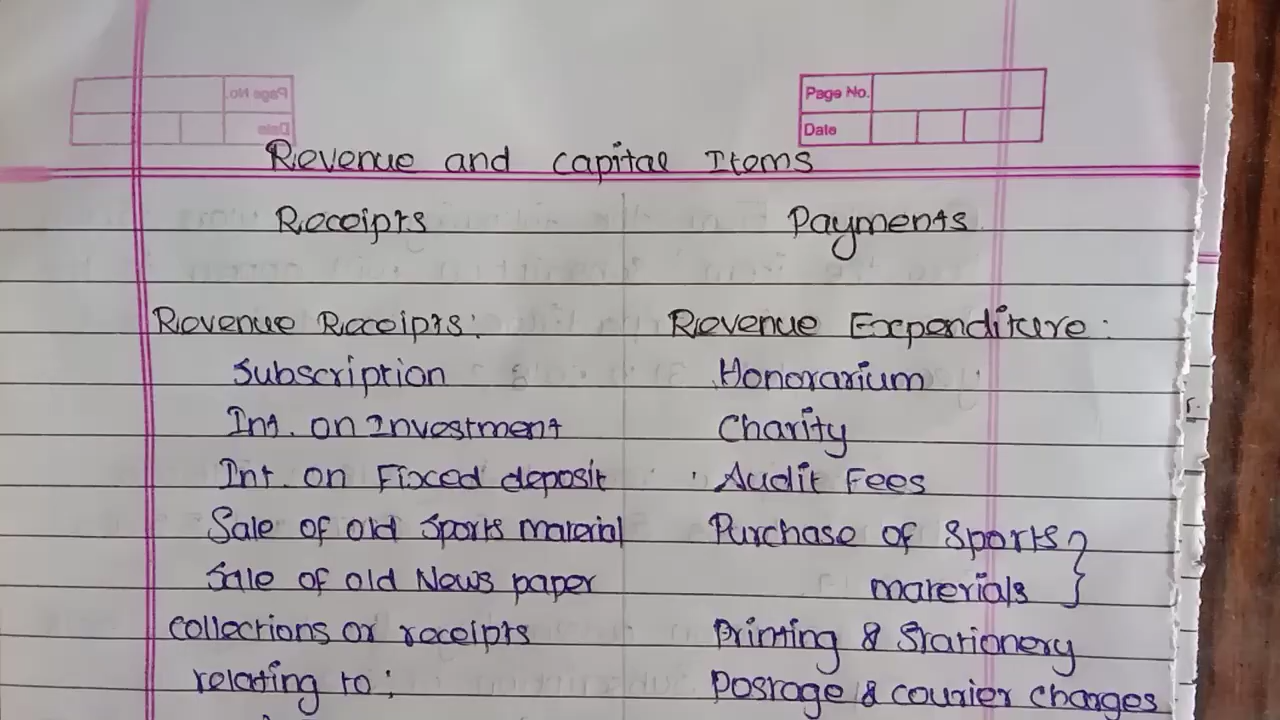 Page No.
Date
Revenue and capital Items
Receipts Payments
Revenue Receipts: Revenue Expenditure:
Subscription Honorarium
Int. on Investment Charity
Int. on Fixed deposit Audit Fees
Sale of old Sports material Purchase of Sports
Sale of old News paper materials
collections or receipts Printing & Stationery
relating to: Postage & courier charges